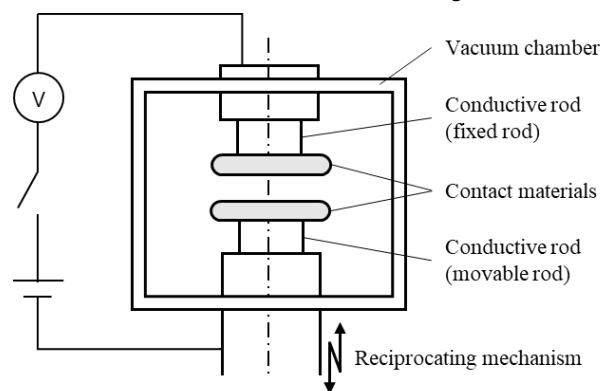 Vacuum chamber
V
Conductive rod
(fixed rod)
Contact materials
Conductive rod
(movable rod)
Reciprocating mechanism